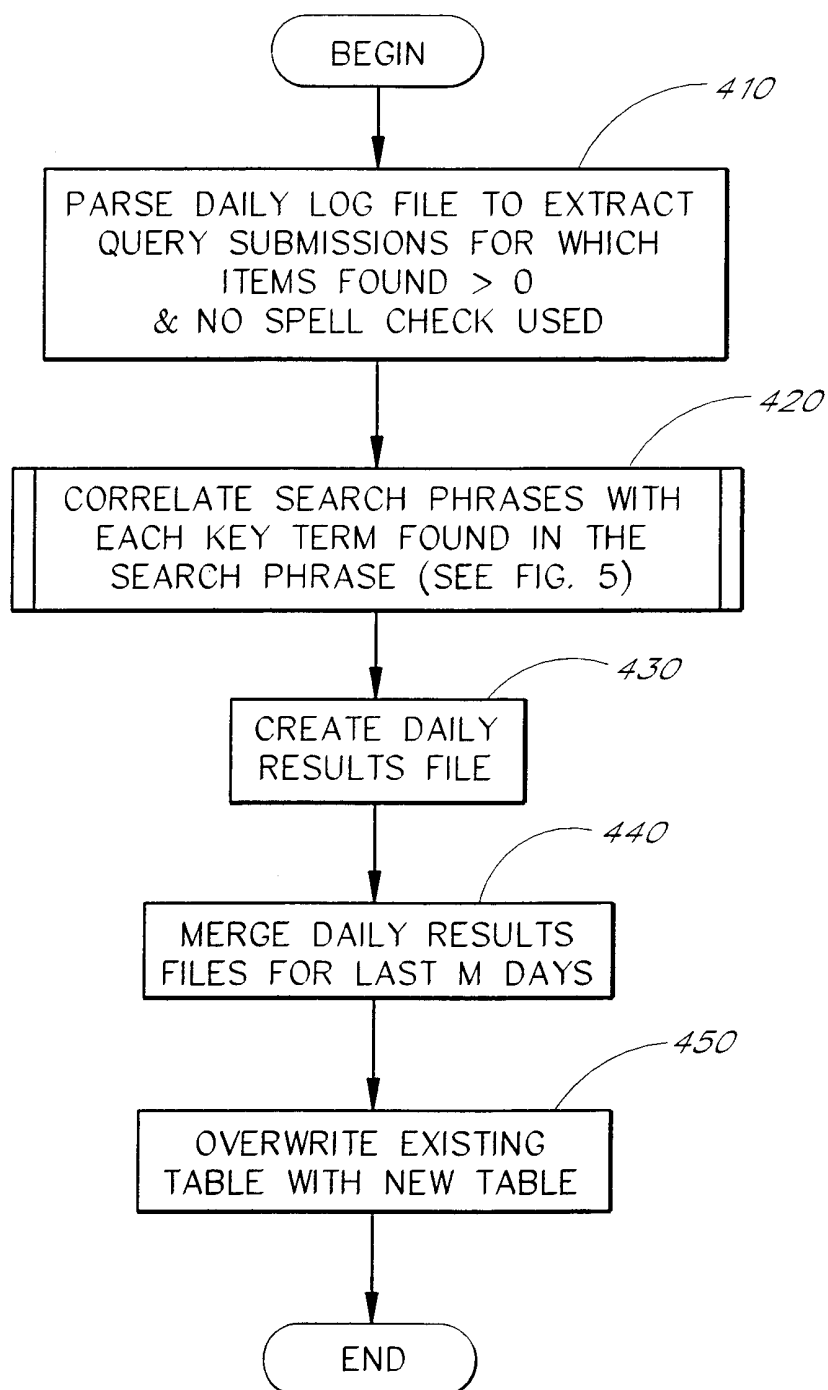 BEGIN
410
PARSE DAILY LOG FILE TO EXTRACT
QUERY SUBMISSIONS FOR WHICH
ITEMS FOUND > 0
& NO SPELL CHECK USED
420
CORRELATE SEARCH PHRASES WITH
EACH KEY TERM FOUND IN THE
SEARCH PHRASE (SEE FIG. 5)
430
CREATE DAILY
RESULTS FILE
440
MERGE DAILY RESULTS
FILES FOR LAST M DAYS
450
OVERWRITE EXISTING
TABLE WITH NEW TABLE
END